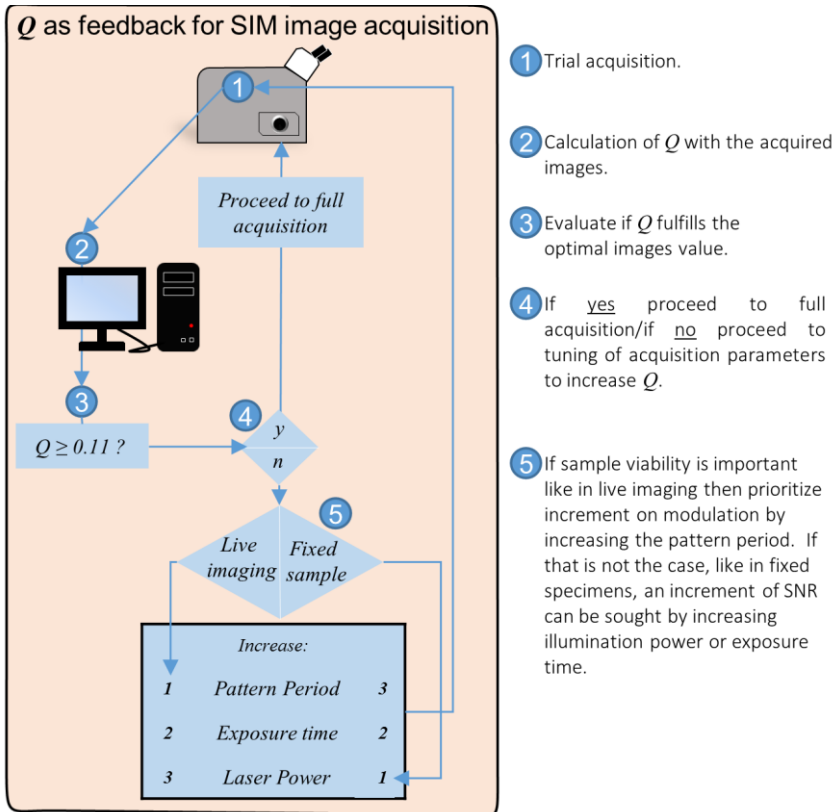 Q as feedback for SIM image acquisition
1
Proceed to full
acquisition
2
3
Q ≥ 0.11 ?
4
y
n
5
Live
imaging
Fixed
sample
Increase:
1 Pattern Period 3
2 Exposure time 2
3 Laser Power 1
1 Trial acquisition.
2 Calculation of Q with the acquired
images.
3 Evaluate if Q fulfills the
optimal images value.
4 If yes proceed to full
acquisition/if no proceed to
tuning of acquisition parameters
to increase Q.
5 If sample viability is important
like in live imaging then prioritize
increment on modulation by
increasing the pattern period. If
that is not the case, like in fixed
specimens, an increment of SNR
can be sought by increasing
illumination power or exposure
time.